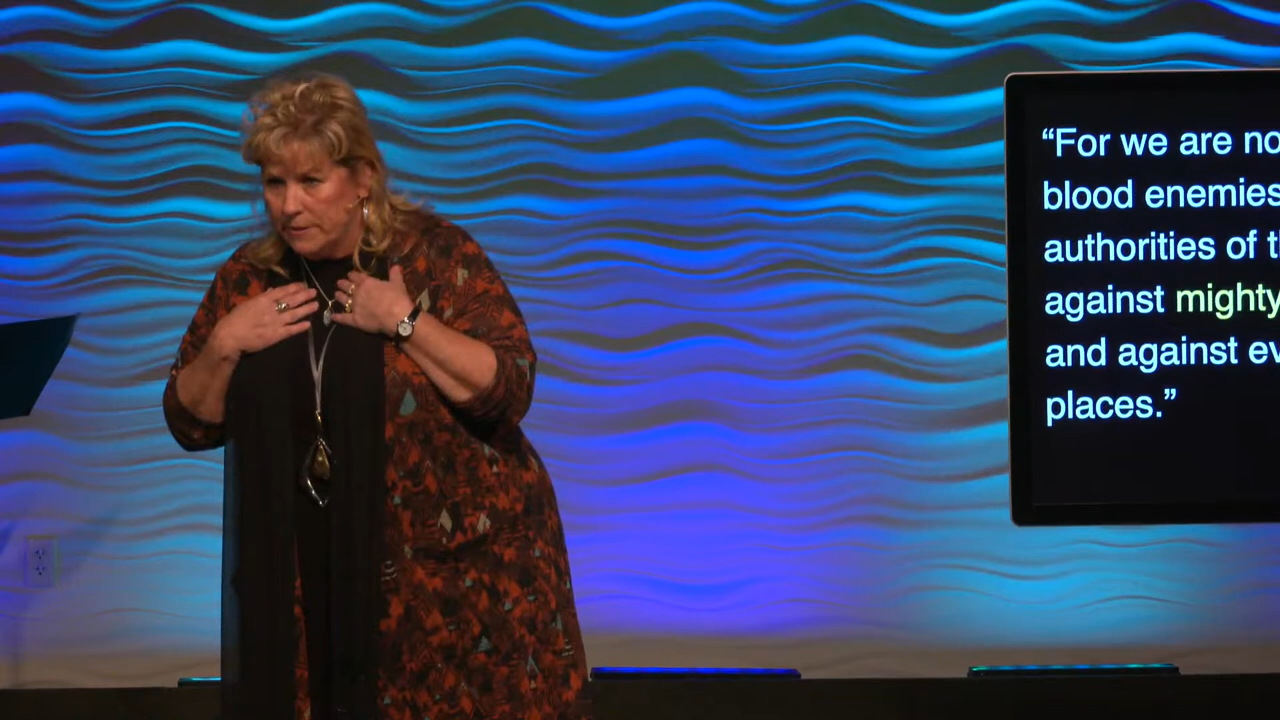 “For we are no
blood enemies
authorities of t
against mighty
and against ev
places.”